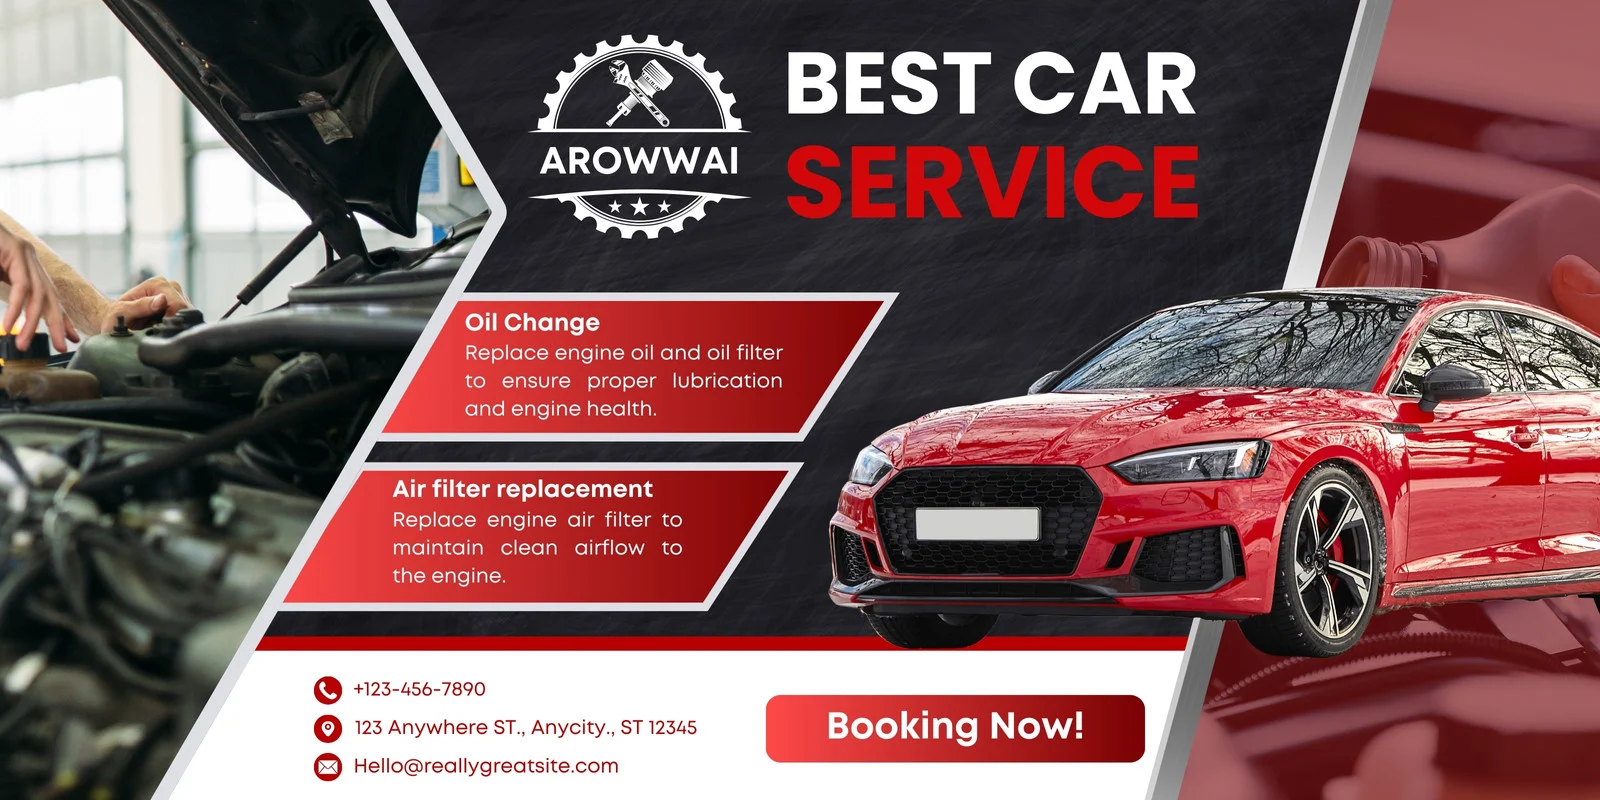 AROWWAI
BEST CAR
SERVICE
Oil Change
Replace engine oil and oil filter
to ensure proper lubrication
and engine health.
Air filter replacement
Replace engine air filter to
maintain clean airflow to
the engine.
+123-456-7890
123 Anywhere ST., Anycity., ST 12345
Hello@reallygreatsite.com
Booking Now!